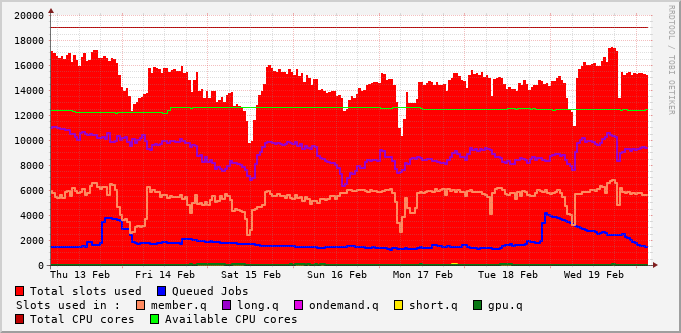 20000
18000
16000
14000
12000
10000
8000
6000
4000
2000
0
Thu 13 Feb Fri 14 Feb Sat 15 Feb Sun 16 Feb Mon 17 Feb Tue 18 Feb Wed 19 Feb
Total slots used Queued Jobs
Slots used in : member.q long.q ondemand.q short.q gpu.q
Total CPU cores Available CPU cores
RRDTOOL / TOBI OETIKER